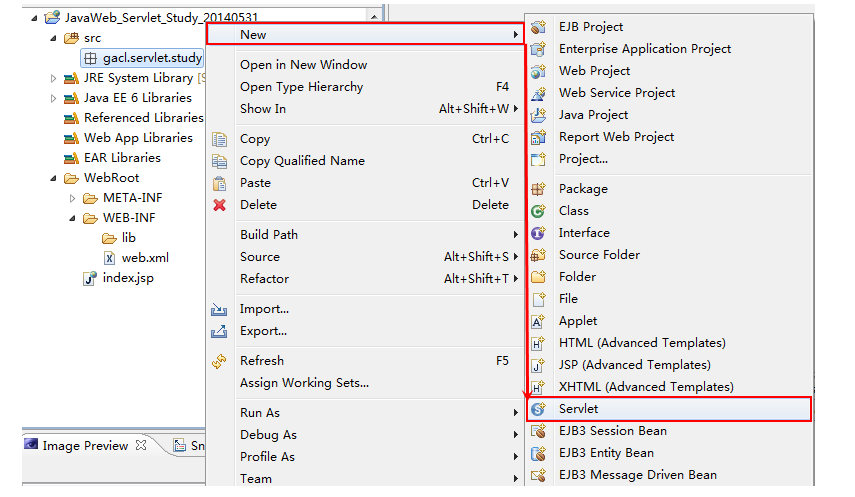 JavaWeb_Servlet_Study_20140531
src
gacl.servlet.study
JRE System Library [S
Java EE 6 Libraries
Referenced Libraries
Web App Libraries
EAR Libraries
WebRoot
META-INF
WEB-INF
lib
web.xml
index.jsp
Image Preview
Sn
New
Open in New Window
Open Type Hierarchy F4
Show In Alt+Shift+W
Copy Ctrl+C
Copy Qualified Name
Paste Ctrl+V
Delete Delete
Build Path
Source Alt+Shift+S
Refactor Alt+Shift+T
Import...
Export...
Refresh F5
Assign Working Sets...
Run As
Debug As
Profile As
Team
EJB Project
Enterprise Application Project
Web Project
Web Service Project
Java Project
Report Web Project
Project...
Package
Class
Interface
Source Folder
Folder
File
Applet
HTML (Advanced Templates)
JSP (Advanced Templates)
XHTML (Advanced Templates)
Servlet
EJB3 Session Bean
EJB3 Entity Bean
EJB3 Message Driven Bean